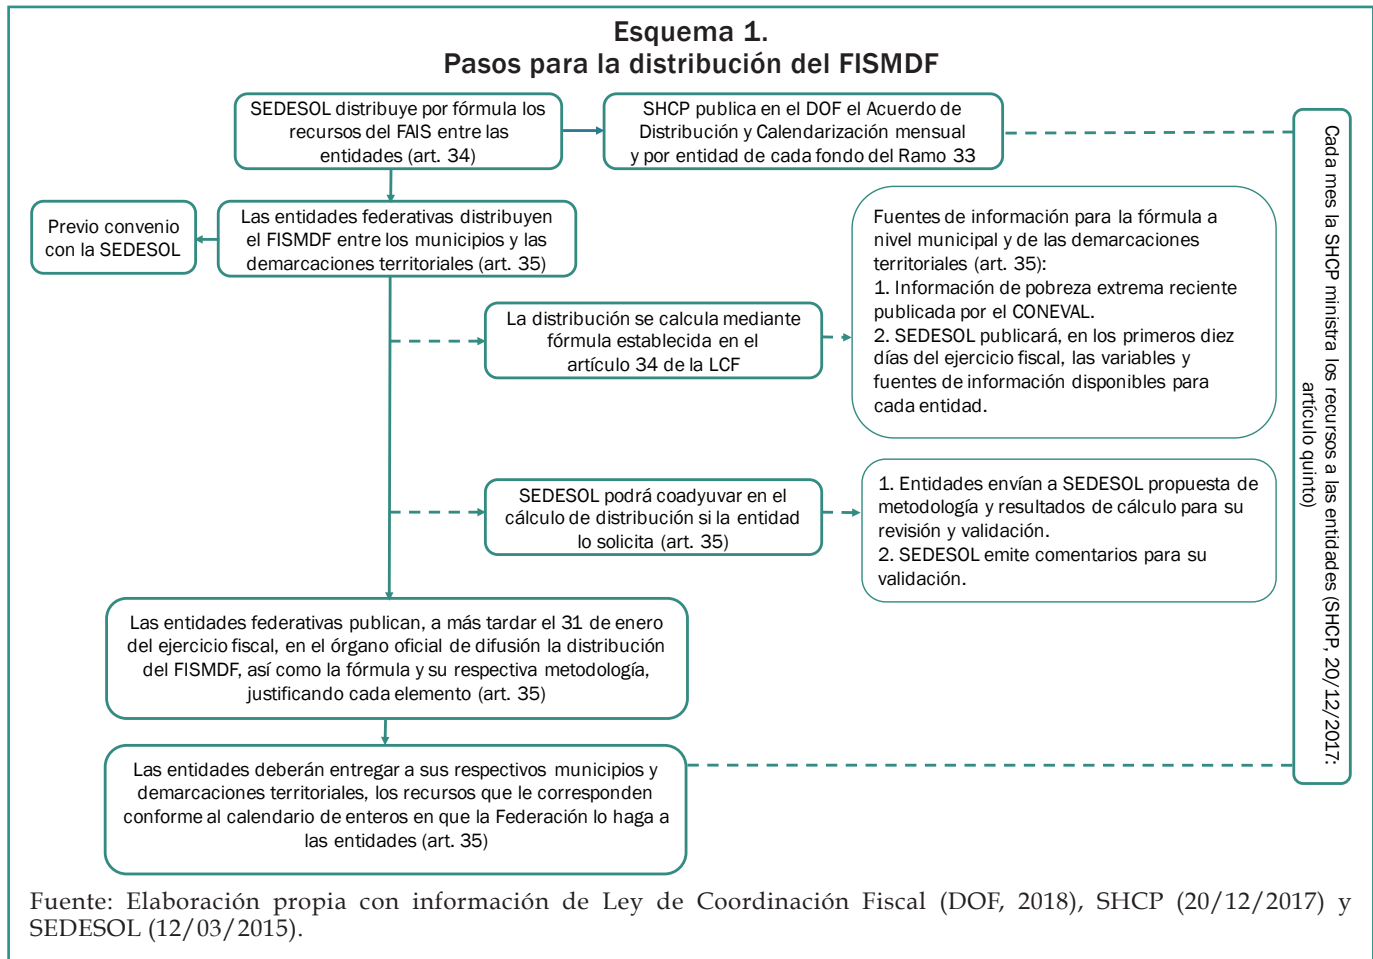 Esquema 1.
Pasos para la distribución del FISMDF
SEDESOL distribuye por fórmula los
recursos del FAIS entre las
entidades (art. 34)
SHCP publica en el DOF el Acuerdo de
Distribución y Calendarización mensual
y por entidad de cada fondo del Ramo 33
Previo convenio
con la SEDESOL
Las entidades federativas distribuyen
el FISMDF entre los municipios y las
demarcaciones territoriales (art. 35)
La distribución se calcula mediante
fórmula establecida en el
artículo 34 de la LCF
Fuentes de información para la fórmula a
nivel municipal y de las demarcaciones
territoriales (art. 35):
1. Información de pobreza extrema reciente
publicada por el CONEVAL.
2. SEDESOL publicará, en los primeros diez
días del ejercicio fiscal, las variables y
fuentes de información disponibles para
cada entidad.
SEDESOL podrá coadyuvar en el
cálculo de distribución si la entidad
lo solicita (art. 35)
1. Entidades envían a SEDESOL propuesta de
metodología y resultados de cálculo para su
revisión y validación.
2. SEDESOL emite comentarios para su
validación.
Las entidades federativas publican, a más tardar el 31 de enero
del ejercicio fiscal, en el órgano oficial de difusión la distribución
del FISMDF, así como la fórmula y su respectiva metodología,
justificando cada elemento (art. 35)
Las entidades deberán entregar a sus respectivos municipios y
demarcaciones territoriales, los recursos que le corresponden
conforme al calendario de enteros en que la Federación lo haga a
las entidades (art. 35)
Cada mes la SHCP ministra los recursos a las entidades (SHCP, 20/12/2017:
artículo quinto)
Fuente: Elaboración propia con información de Ley de Coordinación Fiscal (DOF, 2018), SHCP (20/12/2017) y
SEDESOL (12/03/2015).